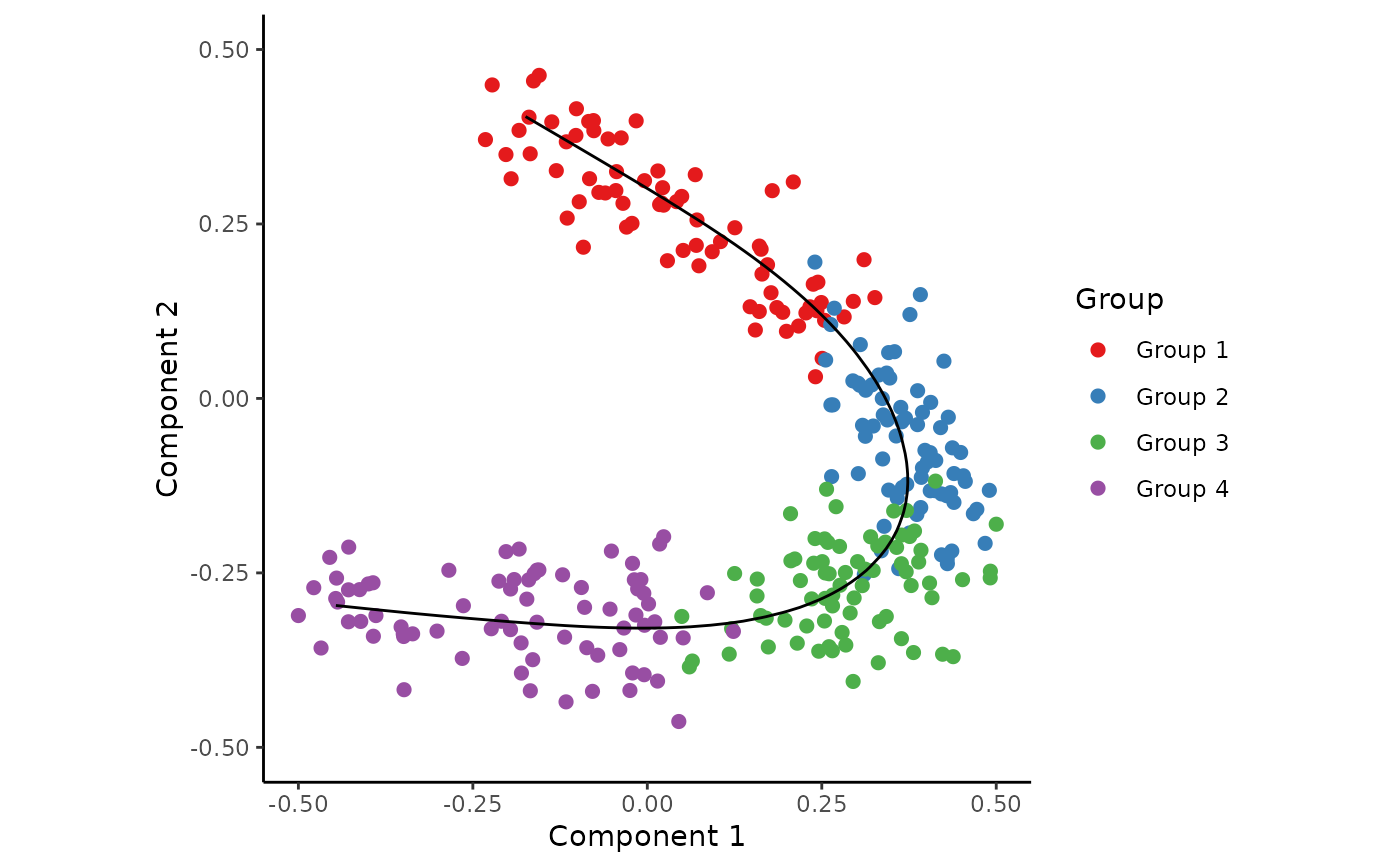 0.50
0.25
0.00
-0.25
-0.50
Component 2
-0.50 -0.25 0.00 0.25 0.50
Component 1
Group
Group 1
Group 2
Group 3
Group 4